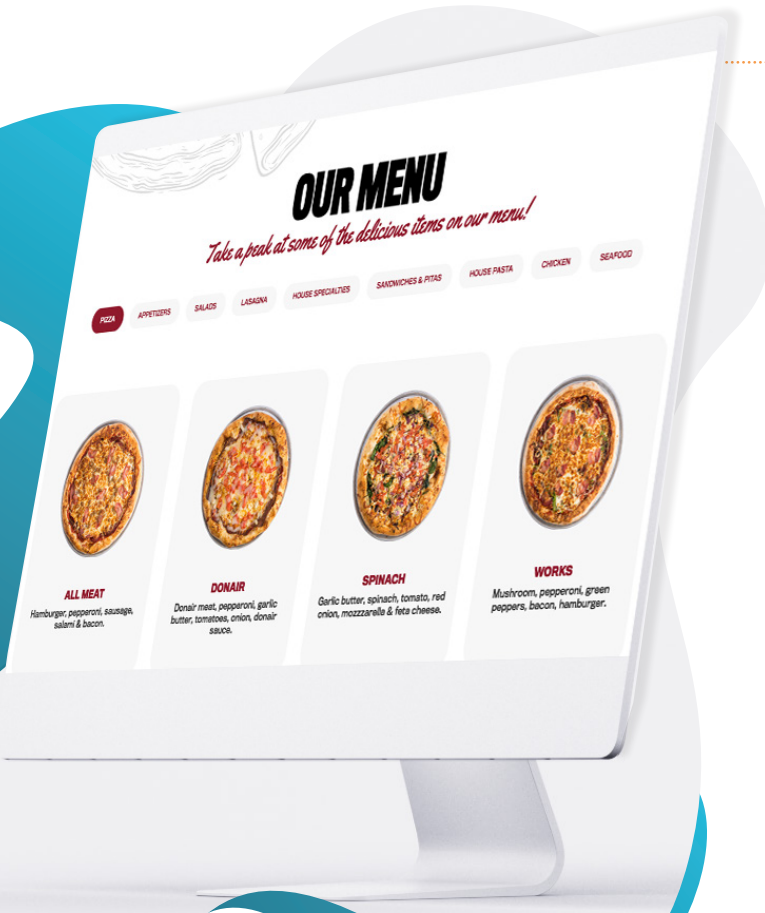 OUR MENU
Take a peak at some of the delicious items on our menu!
PIZZA
APPETIZERS
SALADS
LASAGNA
HOUSE SPECIALTIES
SANDWICHES & PITAS
HOUSE PASTA
CHICKEN
SEAFOOD
ALL MEAT
Hamburger, pepperoni, sausage,
salami & bacon.
DONAIR
Donair meat, pepperoni, garlic
butter, tomatoes, onion, donair
sauce.
SPINACH
Garlic butter, spinach, tomato, red
onion, mozzzarella & feta cheese.
WORKS
Mushroom, pepperoni, green
peppers, bacon, hamburger.